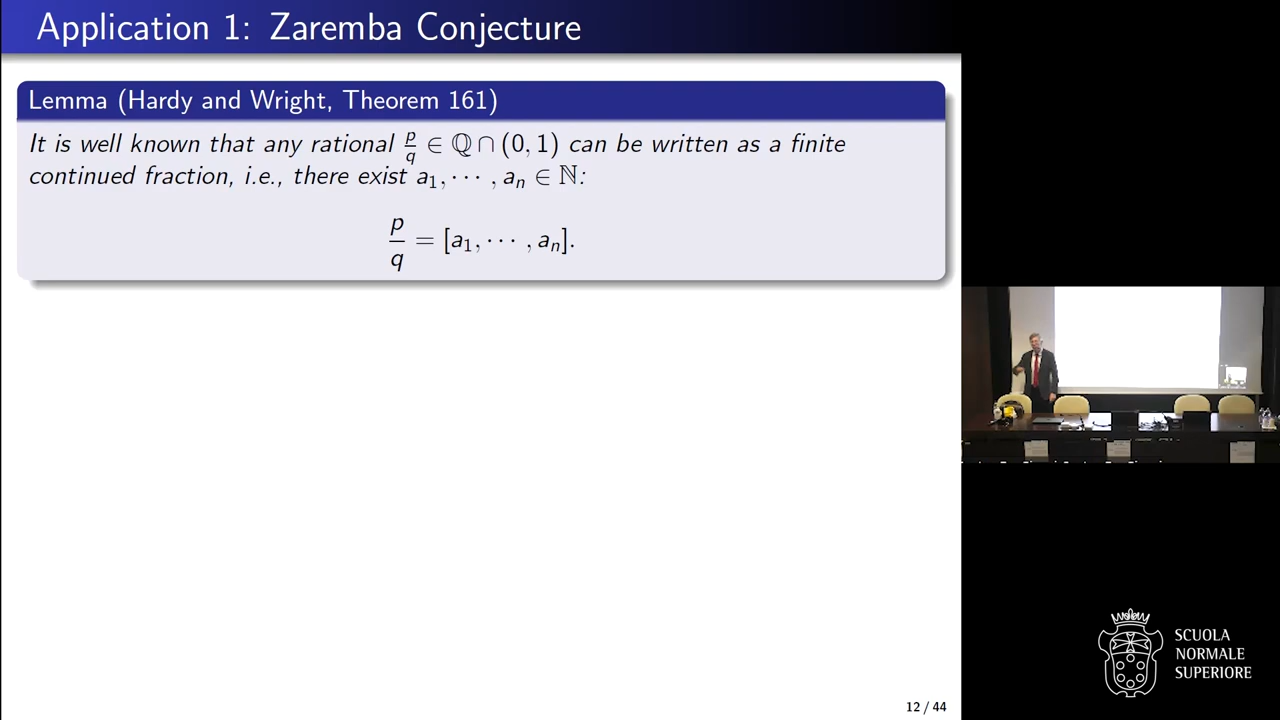 Application 1: Zaremba Conjecture
Lemma (Hardy and Wright, Theorem 161)
It is well known that any rational p/q ∈ ℚ ∩ (0, 1) can be written as a finite
continued fraction, i.e., there exist a₁, ⋯ , aₙ ∈ ℕ:
p/q = [a₁, ⋯ , aₙ].
SCUOLA
NORMALE
SUPERIORE
12 / 44